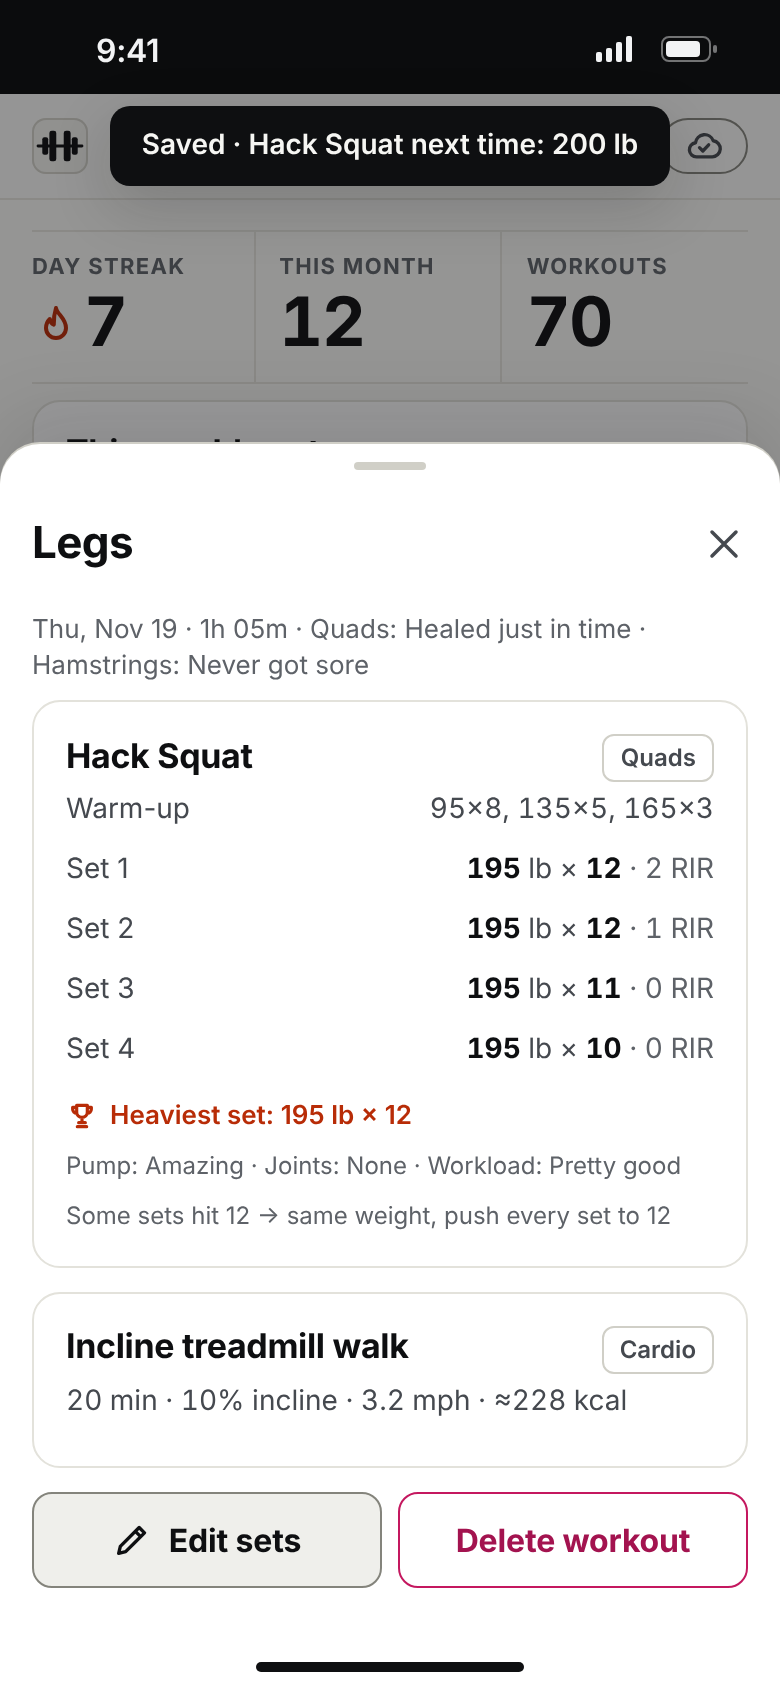 9:41
Saved · Hack Squat next time: 200 lb
DAY STREAK
THIS MONTH
WORKOUTS
7
12
70
Legs
Thu, Nov 19 · 1h 05m · Quads: Healed just in time ·
Hamstrings: Never got sore
Hack Squat
Quads
Warm-up 95×8, 135×5, 165×3
Set 1 195 lb × 12 · 2 RIR
Set 2 195 lb × 12 · 1 RIR
Set 3 195 lb × 11 · 0 RIR
Set 4 195 lb × 10 · 0 RIR
Heaviest set: 195 lb × 12
Pump: Amazing · Joints: None · Workload: Pretty good
Some sets hit 12 → same weight, push every set to 12
Incline treadmill walk
Cardio
20 min · 10% incline · 3.2 mph · ≈228 kcal
Edit sets
Delete workout